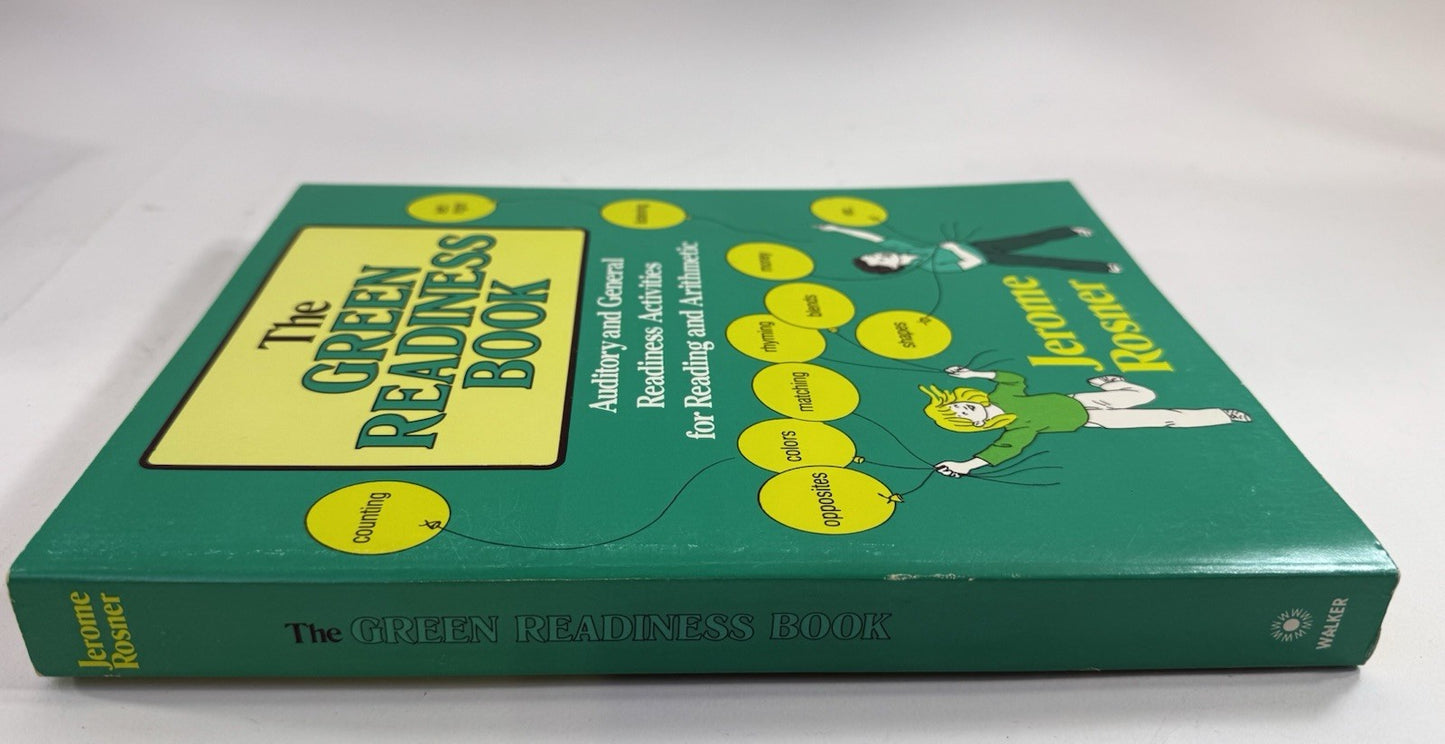 The
GREEN
READINESS
BOOK
Auditory and General
Readiness Activities
for Reading and Arithmetic
money
blends
rhyming
shapes
matching
colors
opposites
counting
Jerome
Rosner
Jerome
Rosner
The GREEN READINESS BOOK
WALKER